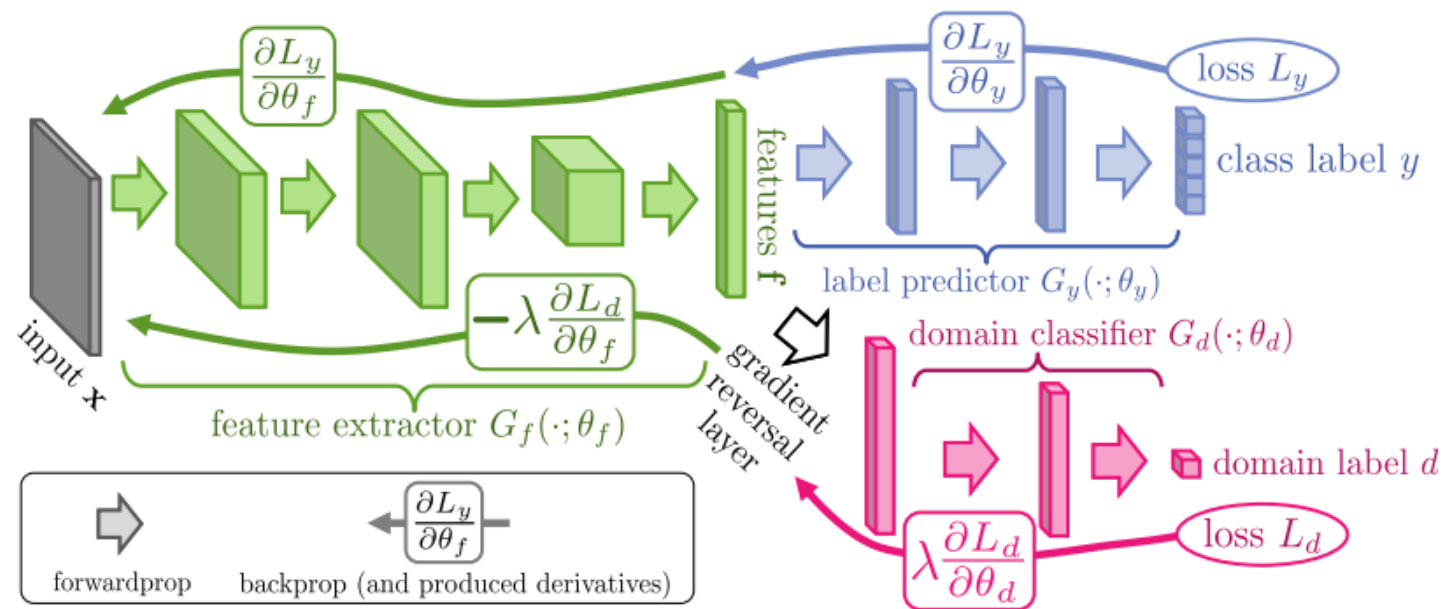 ∂L_y/∂θ_f
∂L_y/∂θ_y
loss L_y
features f
class label y
label predictor G_y(·;θ_y)
input x
−λ ∂L_d/∂θ_f
feature extractor G_f(·;θ_f)
gradient
reversal
layer
domain classifier G_d(·;θ_d)
domain label d
λ ∂L_d/∂θ_d
loss L_d
∂L_y/∂θ_f
forwardprop
backprop (and produced derivatives)